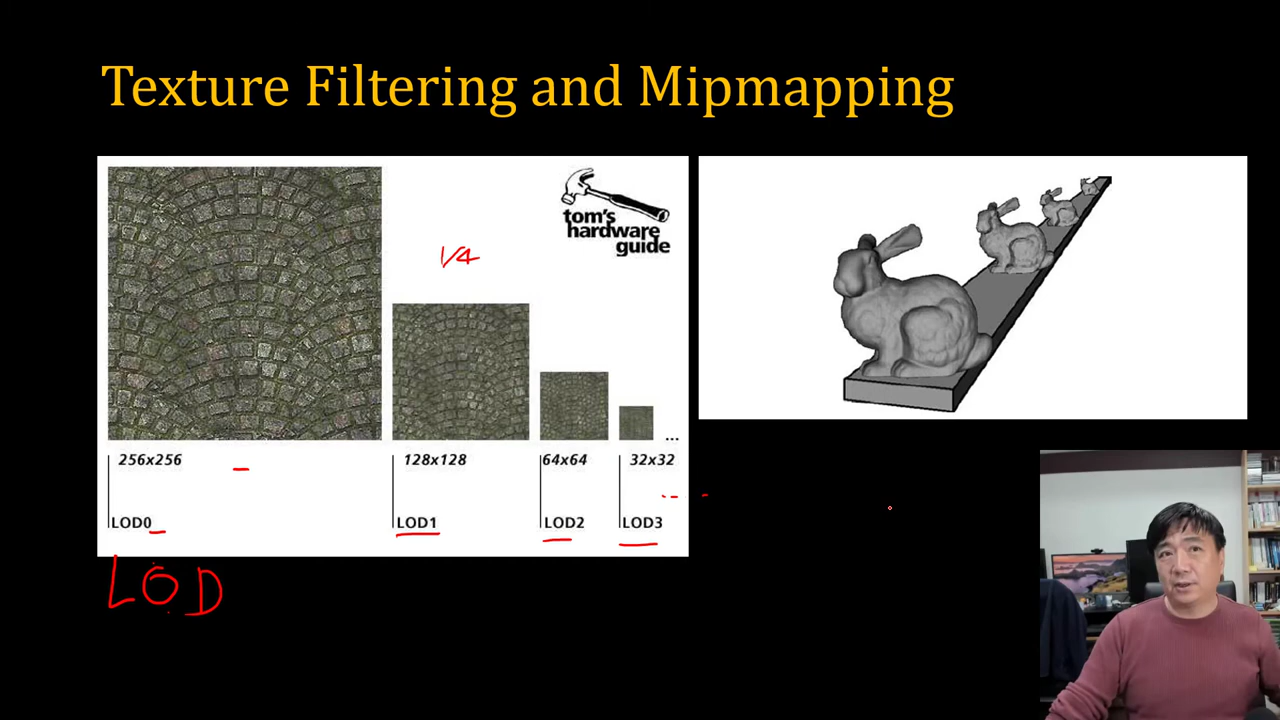 Texture Filtering and Mipmapping
tom's
hardware
guide
1/4
256x256
128x128
64x64
32x32
...
LOD0
LOD1
LOD2
LOD3
LOD